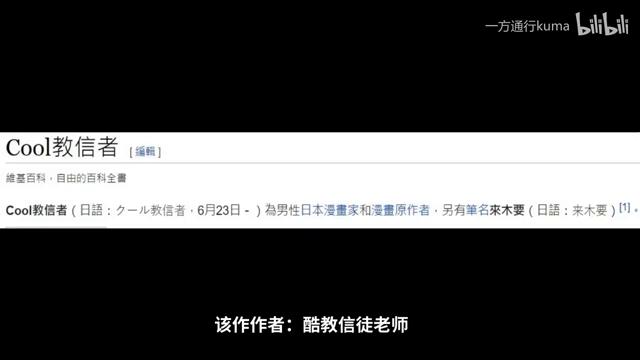 一方通行kuma bilibili
Cool教信者 [編輯]
維基百科，自由的百科全書
Cool教信者（日語：クール教信者，6月23日－）為男性日本漫畫家和漫畫原作者，另有筆名來木要（日語：来木要）[1]。
该作作者：酷教信徒老师